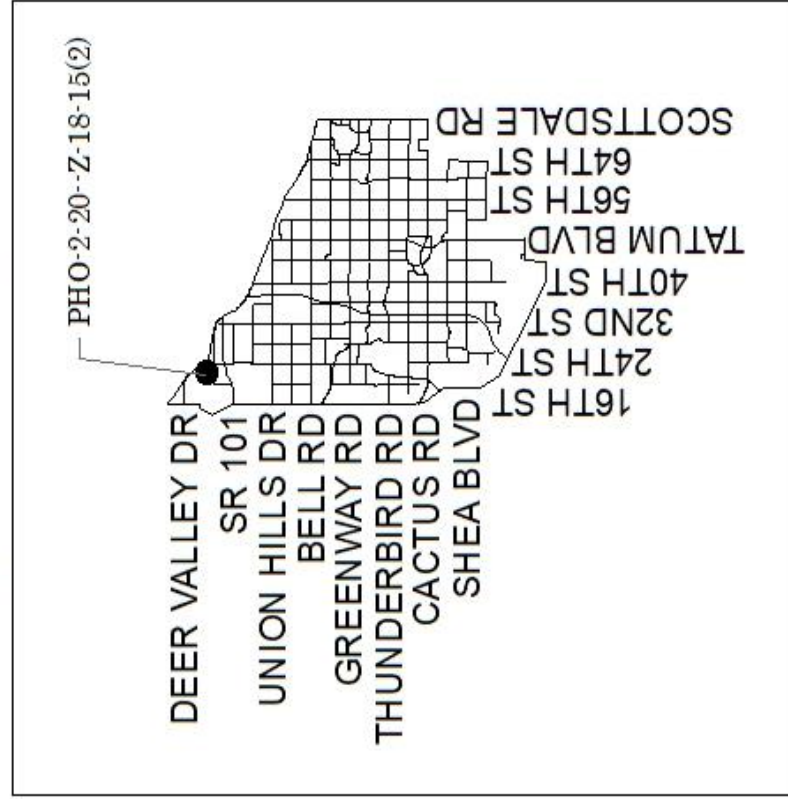 PHO-2-20--Z-18-15(2)
DEER VALLEY DR
SR 101
UNION HILLS DR
BELL RD
GREENWAY RD
THUNDERBIRD RD
CACTUS RD
SHEA BLVD
16TH ST
24TH ST
32ND ST
40TH ST
TATUM BLVD
56TH ST
64TH ST
SCOTTSDALE RD